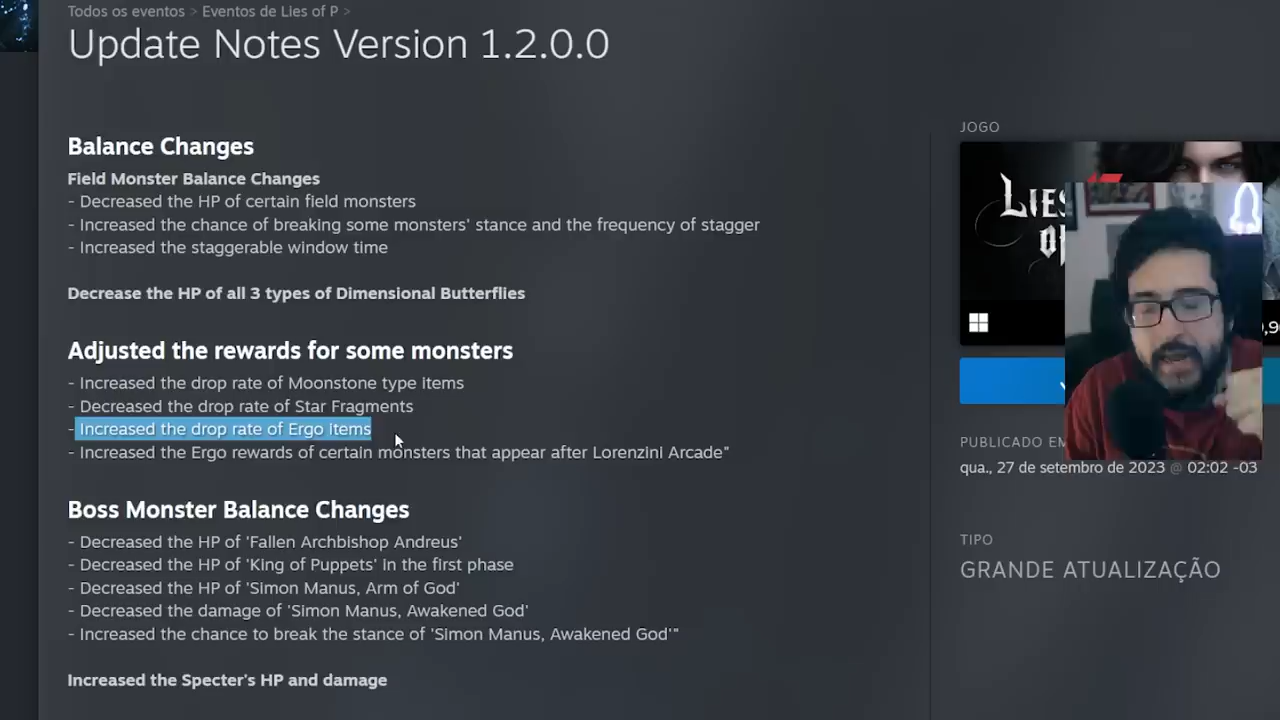 Todos os eventos > Eventos de Lies of P >
Update Notes Version 1.2.0.0
Balance Changes
Field Monster Balance Changes
- Decreased the HP of certain field monsters
- Increased the chance of breaking some monsters' stance and the frequency of stagger
- Increased the staggerable window time
Decrease the HP of all 3 types of Dimensional Butterflies
Adjusted the rewards for some monsters
- Increased the drop rate of Moonstone type items
- Decreased the drop rate of Star Fragments
- Increased the drop rate of Ergo items
- Increased the Ergo rewards of certain monsters that appear after Lorenzini Arcade"
Boss Monster Balance Changes
- Decreased the HP of 'Fallen Archbishop Andreus'
- Decreased the HP of 'King of Puppets' in the first phase
- Decreased the HP of 'Simon Manus, Arm of God'
- Decreased the damage of 'Simon Manus, Awakened God'
- Increased the chance to break the stance of 'Simon Manus, Awakened God'"
Increased the Specter's HP and damage
JOGO
LIES
PUBLICADO EM
qua., 27 de setembro de 2023 @ 02:02 -03
TIPO
GRANDE ATUALIZAÇÃO